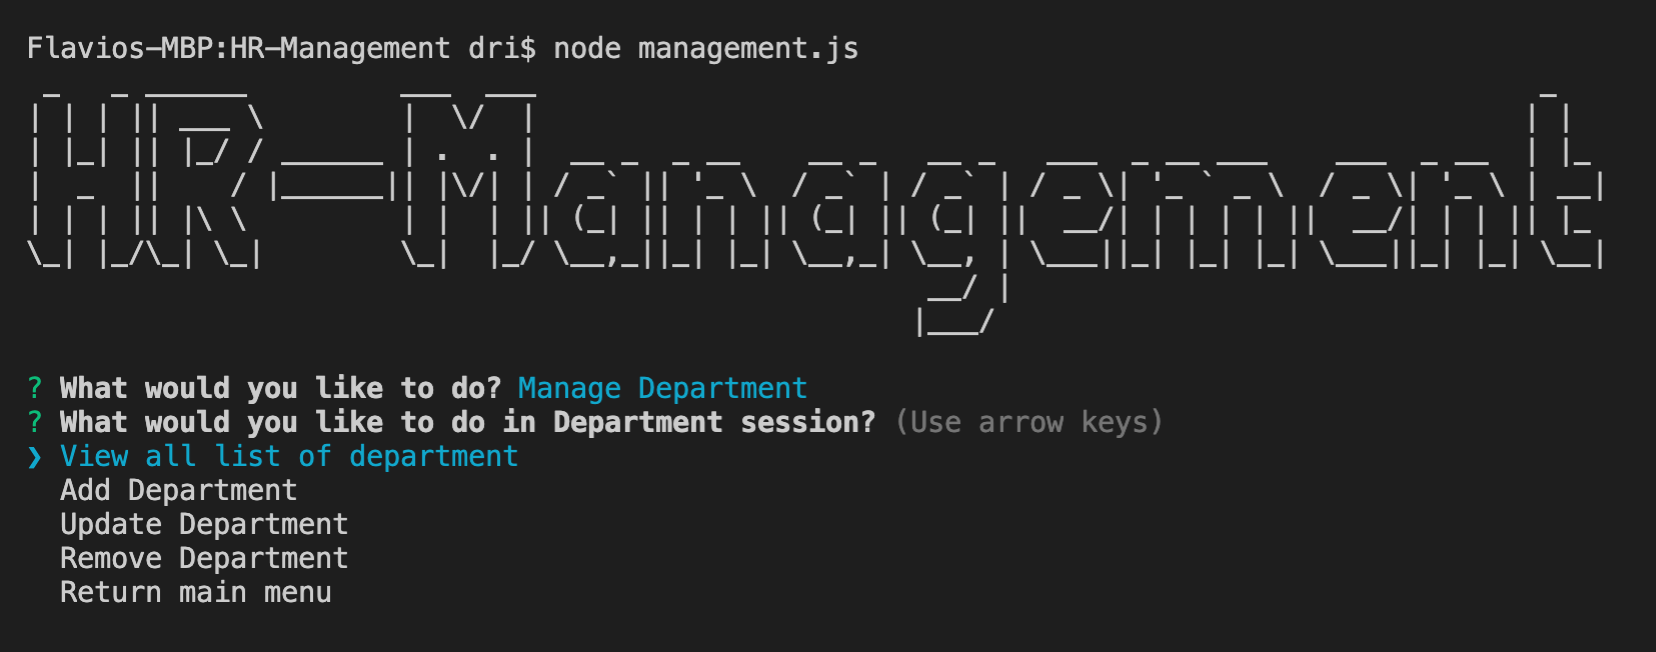 Flavios-MBP:HR-Management dri$ node management.js
HR-Management
? What would you like to do? Manage Department
? What would you like to do in Department session? (Use arrow keys)
❯ View all list of department
Add Department
Update Department
Remove Department
Return main menu